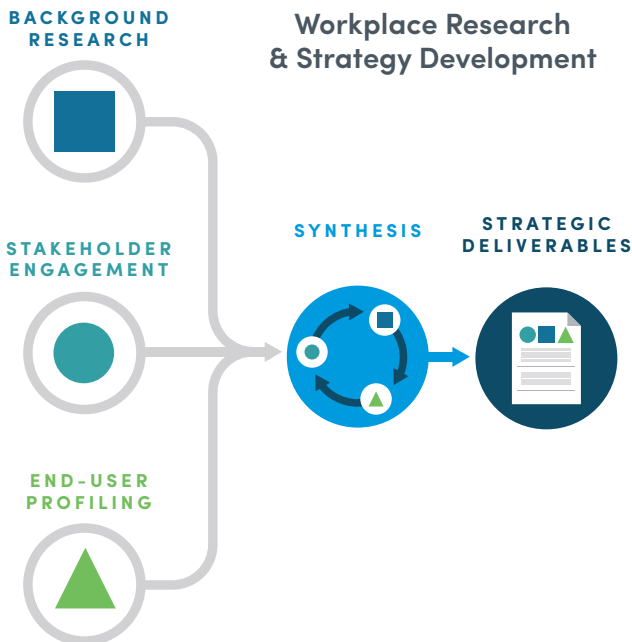 BACKGROUND
RESEARCH
Workplace Research
& Strategy Development
STAKEHOLDER
ENGAGEMENT
SYNTHESIS
STRATEGIC
DELIVERABLES
END-USER
PROFILING